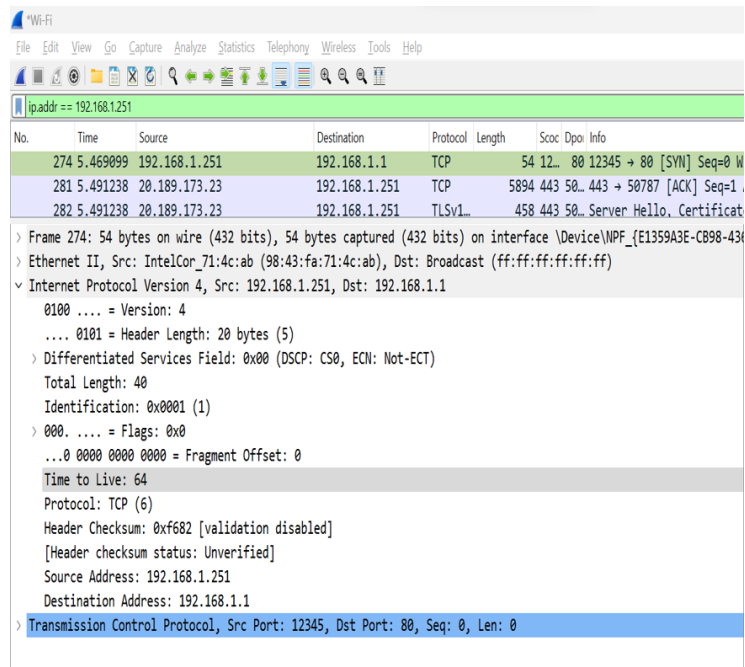 *Wi-Fi
File Edit View Go Capture Analyze Statistics Telephony Wireless Tools Help
ip.addr == 192.168.1.251
No. Time Source Destination Protocol Length Scoc Dpoi Info
274 5.469099 192.168.1.251 192.168.1.1 TCP 54 12… 80 12345 → 80 [SYN] Seq=0 W
281 5.491238 20.189.173.23 192.168.1.251 TCP 5894 443 50… 443 → 50787 [ACK] Seq=1
282 5.491238 20.189.173.23 192.168.1.251 TLSv1… 458 443 50… Server Hello, Certificat
> Frame 274: 54 bytes on wire (432 bits), 54 bytes captured (432 bits) on interface \Device\NPF_{E1359A3E-CB98-436
> Ethernet II, Src: IntelCor_71:4c:ab (98:43:fa:71:4c:ab), Dst: Broadcast (ff:ff:ff:ff:ff:ff)
Internet Protocol Version 4, Src: 192.168.1.251, Dst: 192.168.1.1
0100 .... = Version: 4
.... 0101 = Header Length: 20 bytes (5)
> Differentiated Services Field: 0x00 (DSCP: CS0, ECN: Not-ECT)
Total Length: 40
Identification: 0x0001 (1)
> 000. .... = Flags: 0x0
...0 0000 0000 0000 = Fragment Offset: 0
Time to Live: 64
Protocol: TCP (6)
Header Checksum: 0xf682 [validation disabled]
[Header checksum status: Unverified]
Source Address: 192.168.1.251
Destination Address: 192.168.1.1
> Transmission Control Protocol, Src Port: 12345, Dst Port: 80, Seq: 0, Len: 0